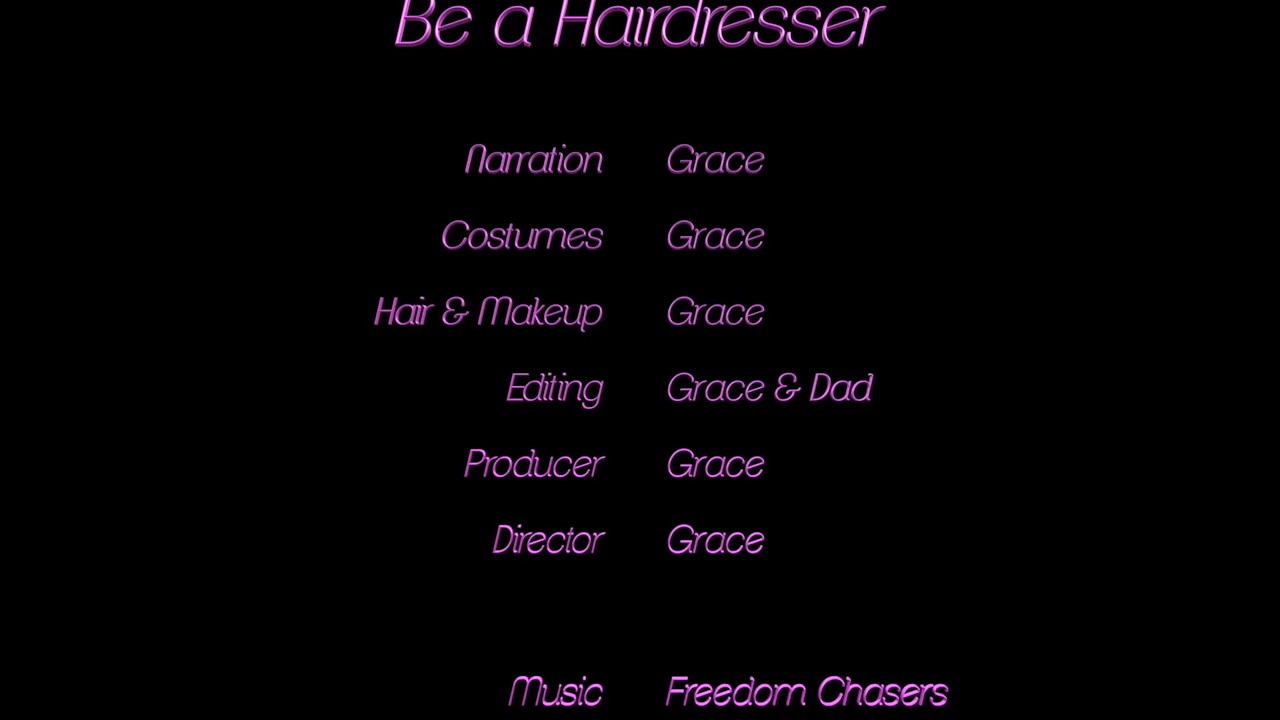 Be a Hairdresser
Narration Grace
Costumes Grace
Hair & Makeup Grace
Editing Grace & Dad
Producer Grace
Director Grace
Music Freedom Chasers